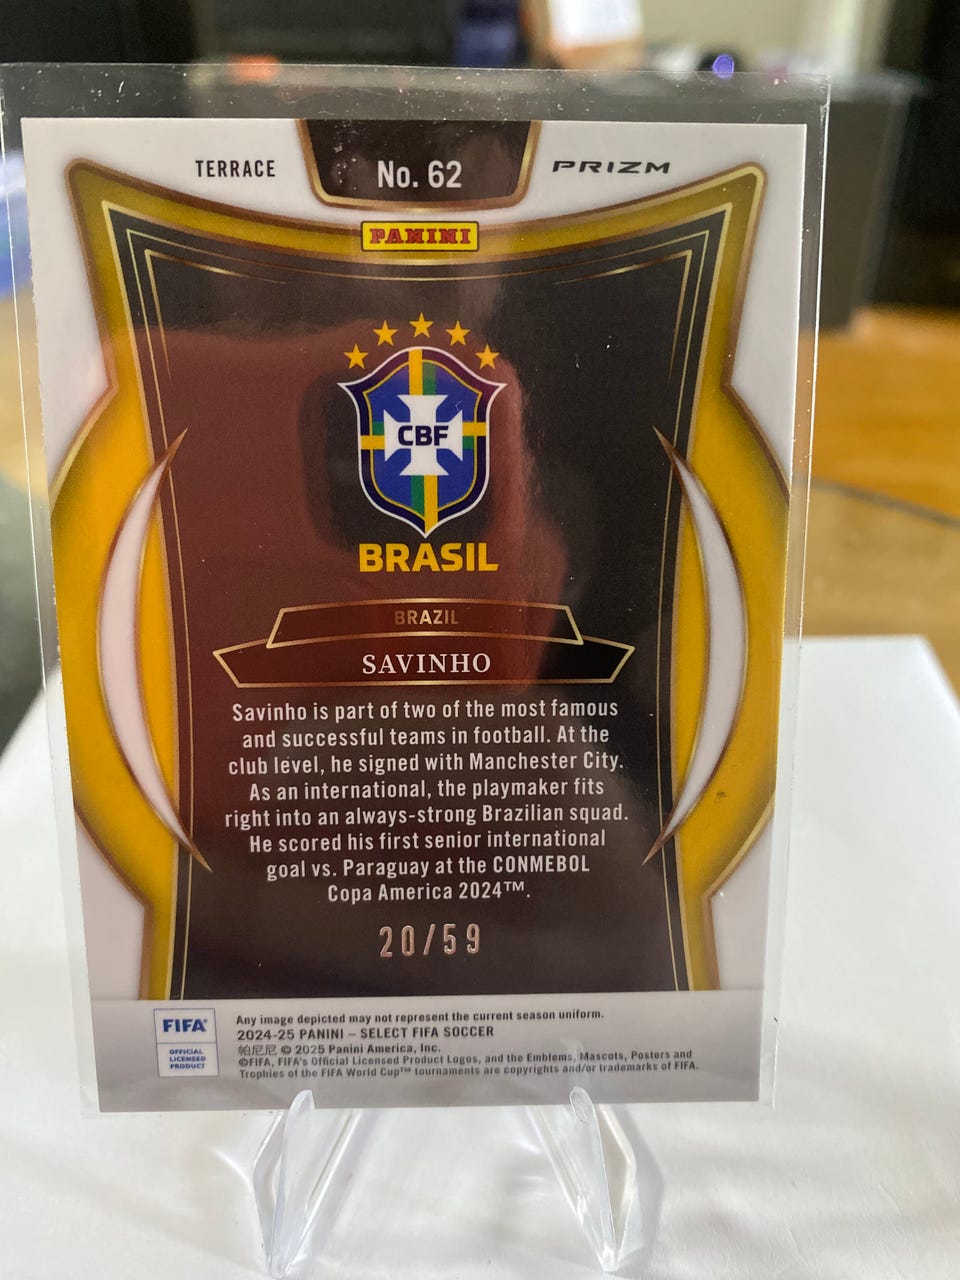 TERRACE
No. 62
PRIZM
PANINI
CBF
BRASIL
BRAZIL
SAVINHO
Savinho is part of two of the most famous
and successful teams in football. At the
club level, he signed with Manchester City.
As an international, the playmaker fits
right into an always-strong Brazilian squad.
He scored his first senior international
goal vs. Paraguay at the CONMEBOL
Copa America 2024™.
20/59
FIFA®
OFFICIAL
LICENSED
PRODUCT
Any image depicted may not represent the current season uniform.
2024-25 PANINI – SELECT FIFA SOCCER
帕尼尼 © 2025 Panini America, Inc.
©FIFA, FIFA's Official Licensed Product Logos, and the Emblems, Mascots, Posters and
Trophies of the FIFA World Cup™ tournaments are copyrights and/or trademarks of FIFA.